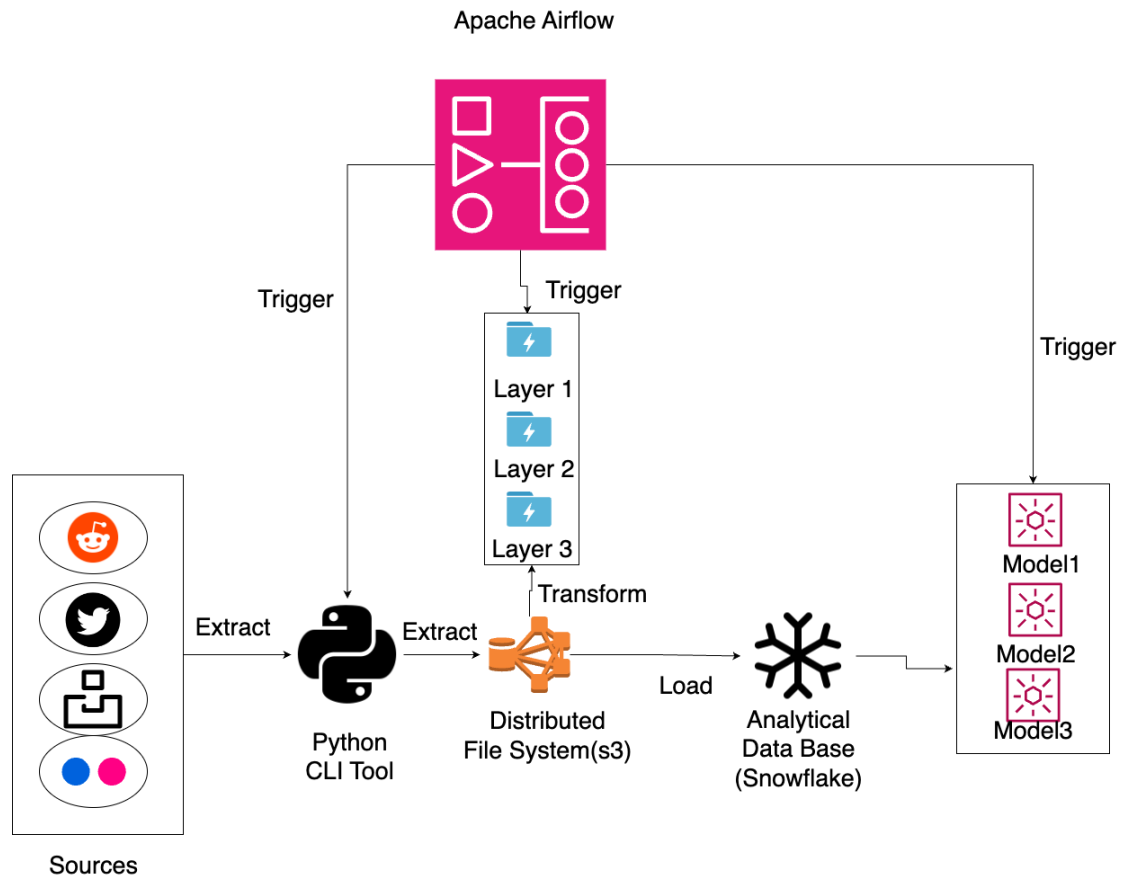 Apache Airflow
Trigger
Trigger
Trigger
Layer 1
Layer 2
Layer 3
Transform
Extract
Extract
Load
Model1
Model2
Model3
Python
CLI Tool
Distributed
File System(s3)
Analytical
Data Base
(Snowflake)
Sources